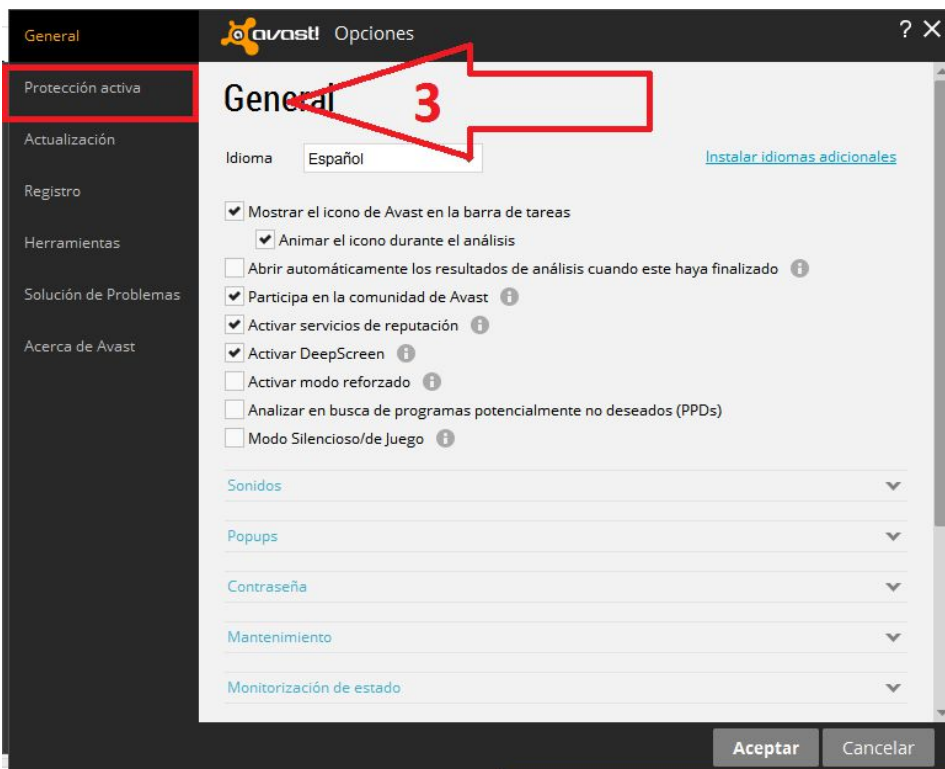 General
avast! Opciones
? X
Protección activa
Actualización
Registro
Herramientas
Solución de Problemas
Acerca de Avast
General
3
Idioma Español Instalar idiomas adicionales
Mostrar el icono de Avast en la barra de tareas
Animar el icono durante el análisis
Abrir automáticamente los resultados de análisis cuando este haya finalizado
Participa en la comunidad de Avast
Activar servicios de reputación
Activar DeepScreen
Activar modo reforzado
Analizar en busca de programas potencialmente no deseados (PPDs)
Modo Silencioso/de Juego
Sonidos
Popups
Contraseña
Mantenimiento
Monitorización de estado
Aceptar Cancelar